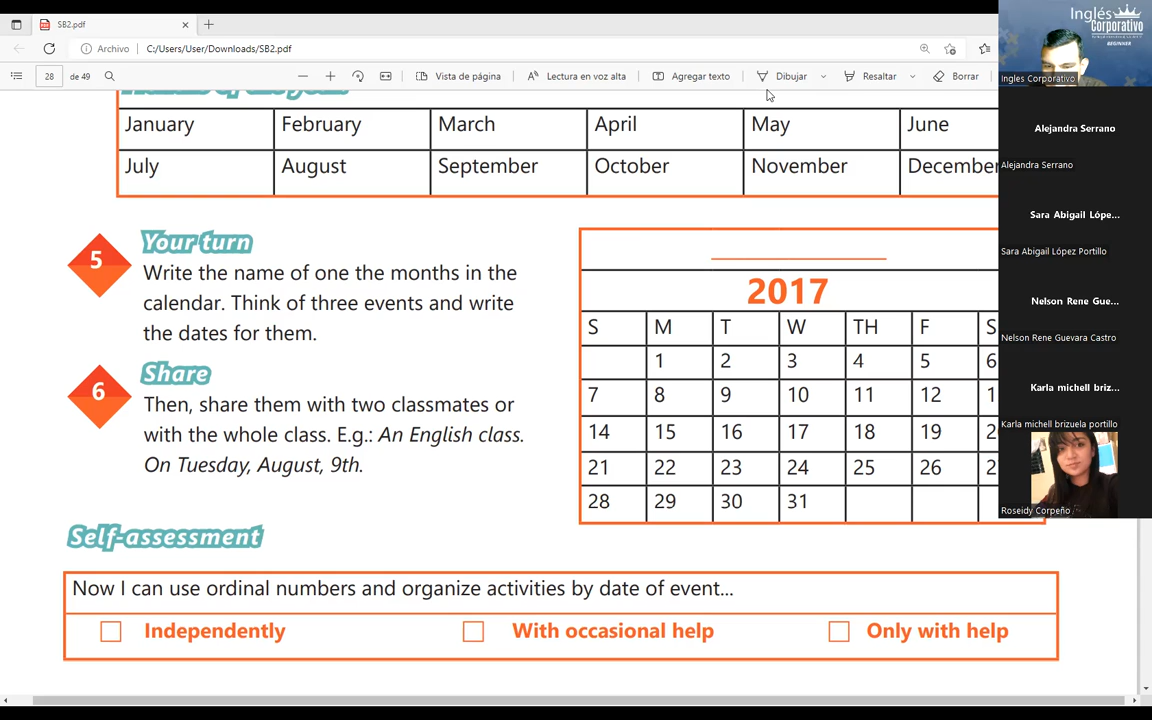 SB2.pdf
Archivo C:/Users/User/Downloads/SB2.pdf
28 de 49 Vista de página Lectura en voz alta Agregar texto Dibujar Resaltar Borrar
January February March April May June
July August September October November December
5 Your turn
Write the name of one the months in the
calendar. Think of three events and write
the dates for them.
6 Share
Then, share them with two classmates or
with the whole class. E.g.: An English class.
On Tuesday, August, 9th.
2017
S M T W TH F S
1 2 3 4 5 6
7 8 9 10 11 12 1
14 15 16 17 18 19 2
21 22 23 24 25 26 2
28 29 30 31
Self-assessment
Now I can use ordinal numbers and organize activities by date of event...
Independently With occasional help Only with help
Inglés
Corporativo
BEGINNER
Ingles Corporativo
Alejandra Serrano
Alejandra Serrano
Sara Abigail Lópe...
Sara Abigail López Portillo
Nelson Rene Gue...
Nelson Rene Guevara Castro
Karla michell briz...
Karla michell brizuela portillo
Roseidy Corpeño